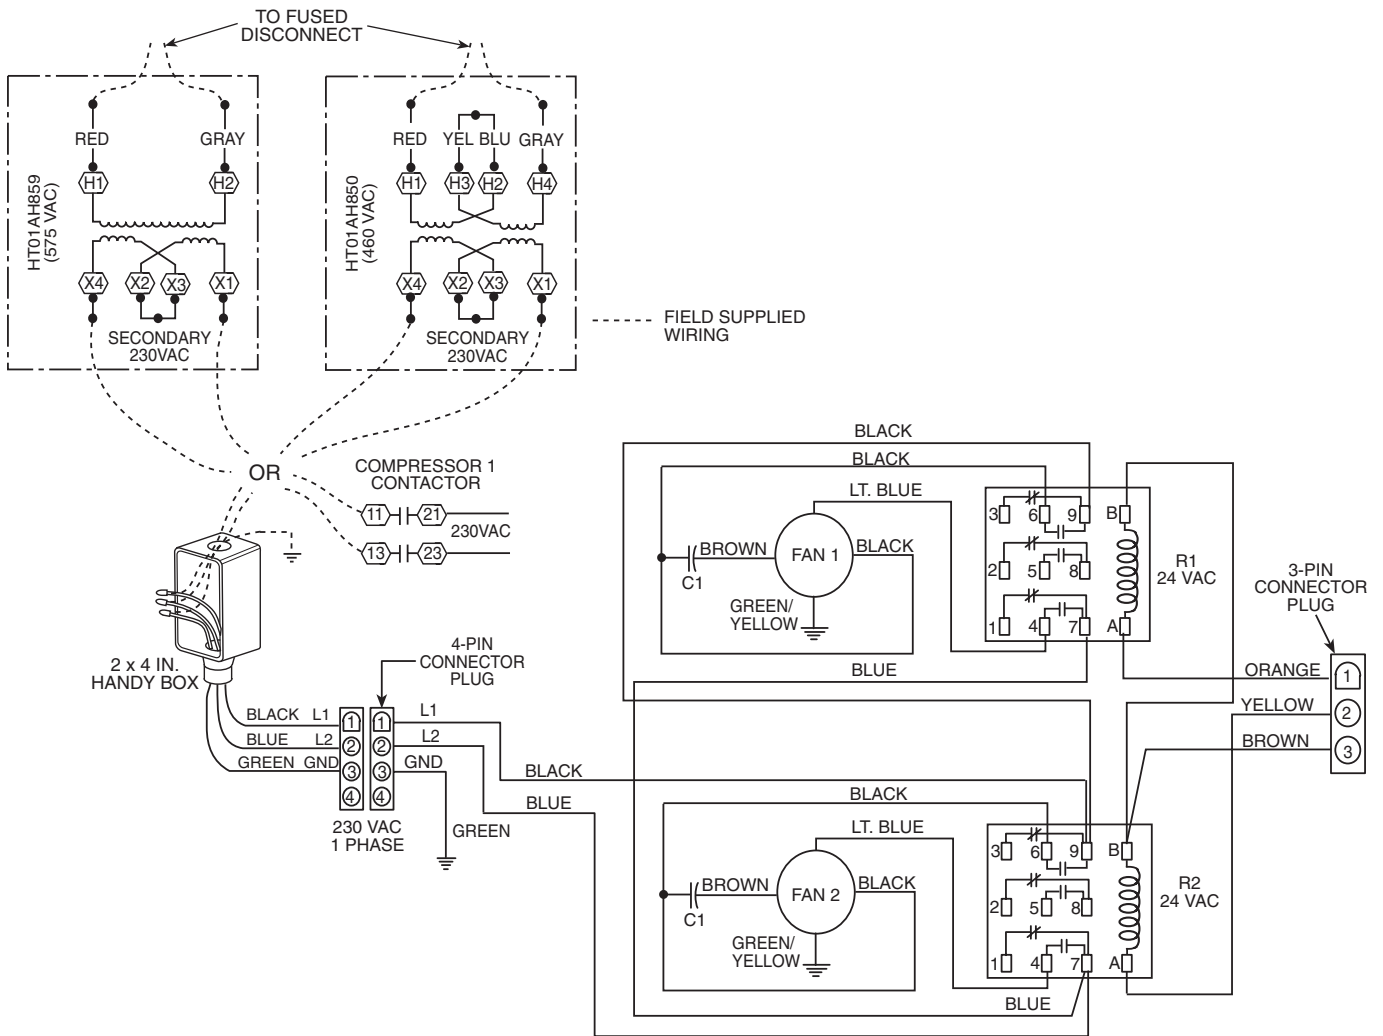 TO FUSED
DISCONNECT
RED
GRAY
H1
H2
HT01AH859
(575 VAC)
X4
X2
X3
X1
SECONDARY
230VAC
RED
YEL
BLU
GRAY
H1
H3
H2
H4
HT01AH850
(460 VAC)
X4
X2
X3
X1
SECONDARY
230VAC
FIELD SUPPLIED
WIRING
OR
COMPRESSOR 1
CONTACTOR
11
21
230VAC
13
23
2 x 4 IN.
HANDY BOX
4-PIN
CONNECTOR
PLUG
BLACK L1
BLUE L2
GREEN GND
1
2
3
4
1
2
3
4
L1
L2
GND
230 VAC
1 PHASE
GREEN
BLACK
BLUE
BLACK
BLACK
LT. BLUE
BROWN
FAN 1
BLACK
C1
GREEN/
YELLOW
BLUE
3
6
9
B
2
5
8
1
4
7
A
R1
24 VAC
3-PIN
CONNECTOR
PLUG
ORANGE
1
YELLOW
2
BROWN
3
BLACK
LT. BLUE
BROWN
FAN 2
BLACK
C1
GREEN/
YELLOW
BLUE
3
6
9
B
2
5
8
1
4
7
A
R2
24 VAC